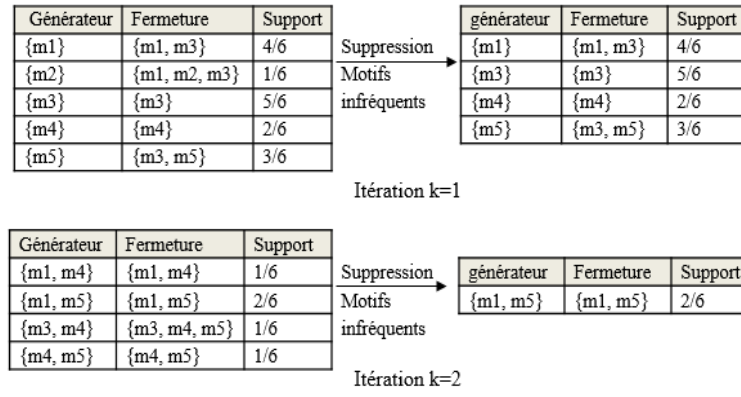 Générateur Fermeture Support
{m1} {m1, m3} 4/6
{m2} {m1, m2, m3} 1/6
{m3} {m3} 5/6
{m4} {m4} 2/6
{m5} {m3, m5} 3/6
Suppression
Motifs
infréquents
générateur Fermeture Support
{m1} {m1, m3} 4/6
{m3} {m3} 5/6
{m4} {m4} 2/6
{m5} {m3, m5} 3/6
Itération k=1
Générateur Fermeture Support
{m1, m4} {m1, m4} 1/6
{m1, m5} {m1, m5} 2/6
{m3, m4} {m3, m4, m5} 1/6
{m4, m5} {m4, m5} 1/6
Suppression
Motifs
infréquents
générateur Fermeture Support
{m1, m5} {m1, m5} 2/6
Itération k=2